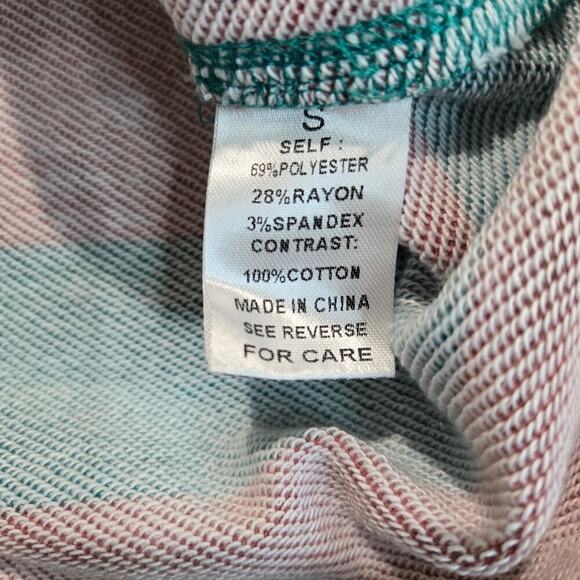 S
SELF :
69%POLYESTER
28%RAYON
3%SPANDEX
CONTRAST:
100%COTTON
MADE IN CHINA
SEE REVERSE
FOR CARE